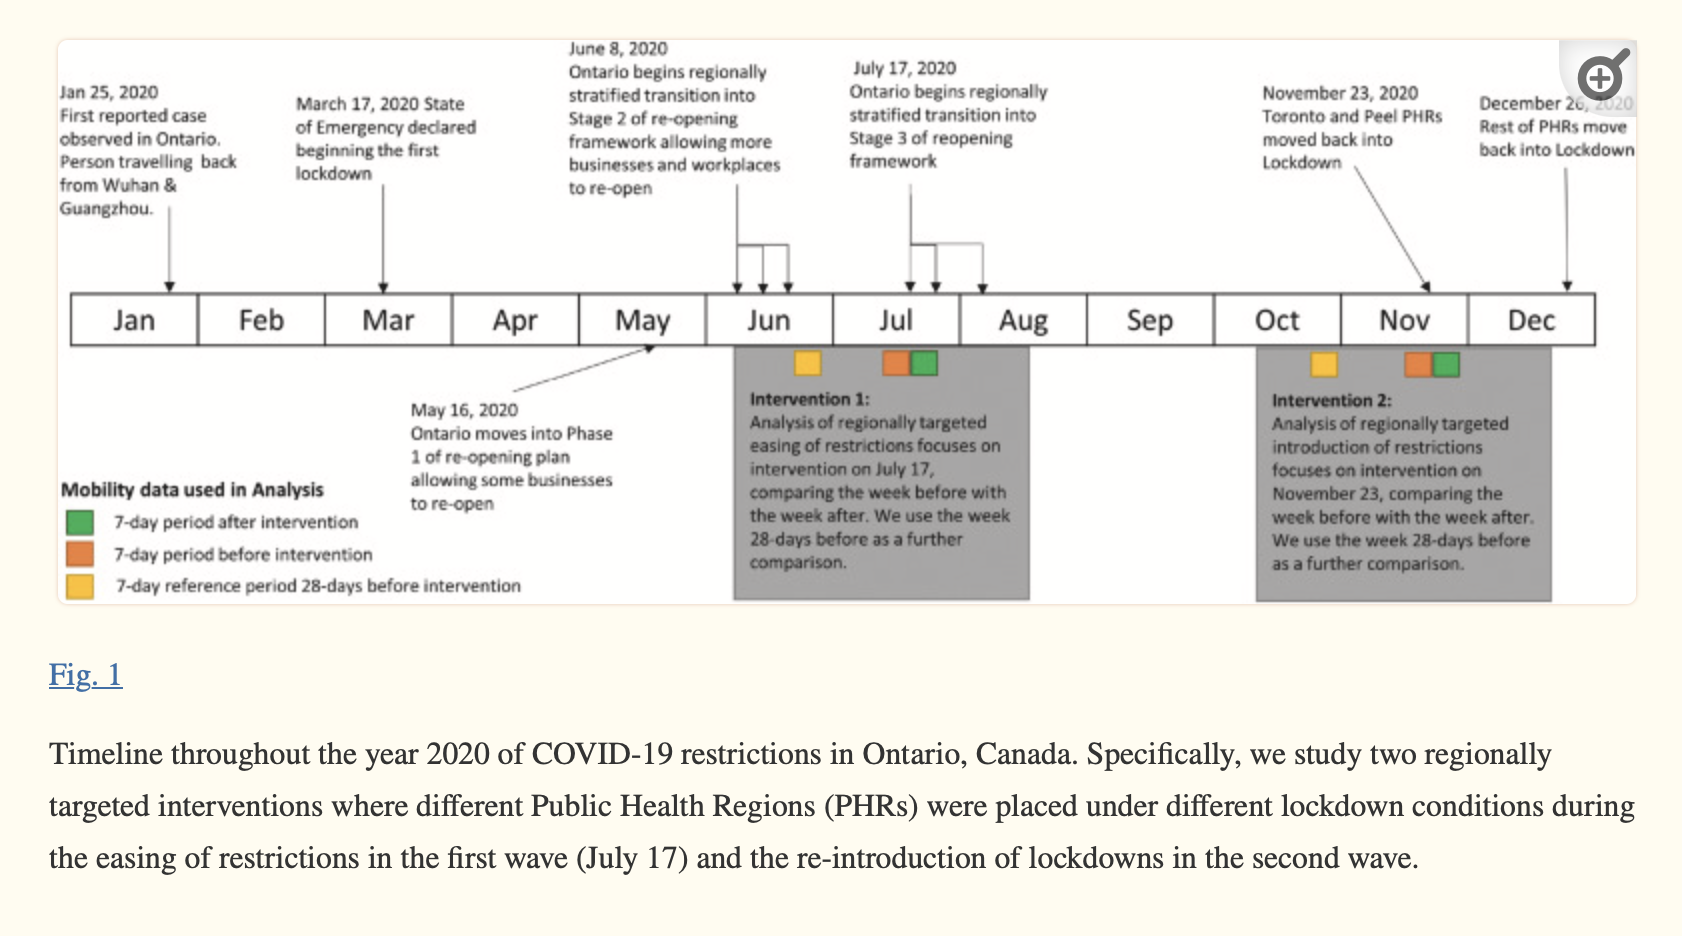 Jan 25, 2020
First reported case
observed in Ontario.
Person travelling back
from Wuhan &
Guangzhou.
March 17, 2020 State
of Emergency declared
beginning the first
lockdown
June 8, 2020
Ontario begins regionally
stratified transition into
Stage 2 of re-opening
framework allowing more
businesses and workplaces
to re-open
July 17, 2020
Ontario begins regionally
stratified transition into
Stage 3 of reopening
framework
November 23, 2020
Toronto and Peel PHRs
moved back into
Lockdown
December 26, 2020
Rest of PHRs move
back into Lockdown
Jan Feb Mar Apr May Jun Jul Aug Sep Oct Nov Dec
May 16, 2020
Ontario moves into Phase
1 of re-opening plan
allowing some businesses
to re-open
Mobility data used in Analysis
7-day period after intervention
7-day period before intervention
7-day reference period 28-days before intervention
Intervention 1:
Analysis of regionally targeted
easing of restrictions focuses on
intervention on July 17,
comparing the week before with
the week after. We use the week
28-days before as a further
comparison.
Intervention 2:
Analysis of regionally targeted
introduction of restrictions
focuses on intervention on
November 23, comparing the
week before with the week after.
We use the week 28-days before
as a further comparison.
Fig. 1
Timeline throughout the year 2020 of COVID-19 restrictions in Ontario, Canada. Specifically, we study two regionally
targeted interventions where different Public Health Regions (PHRs) were placed under different lockdown conditions during
the easing of restrictions in the first wave (July 17) and the re-introduction of lockdowns in the second wave.